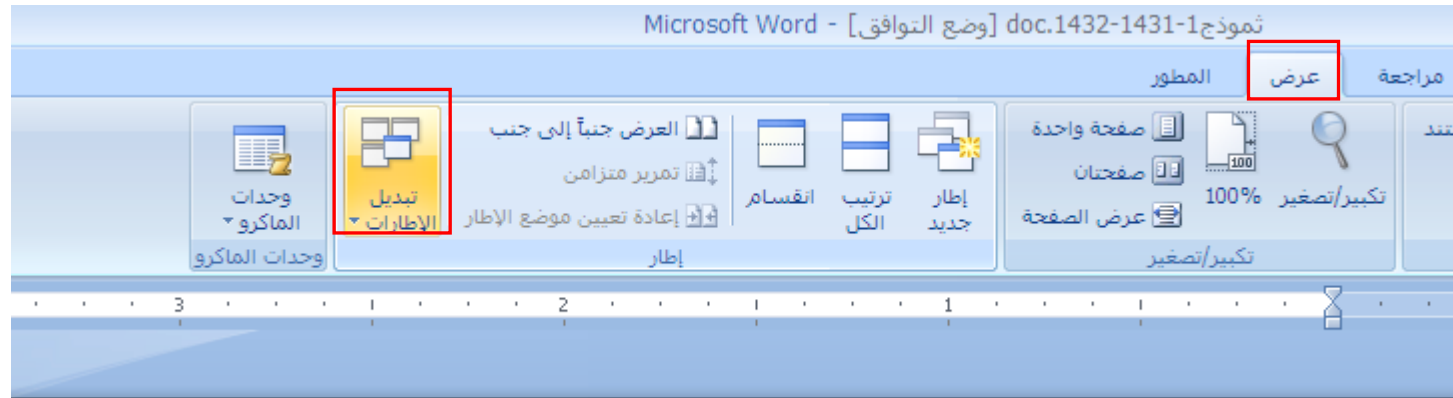 ثموذج1-1431-1432.doc [وضع التوافق] - Microsoft Word
مراجعة عرض المطور
تكبير/تصغير
100
100%
صفحة واحدة
صفحتان
عرض الصفحة
تكبير/تصغير
إطار جديد
ترتيب الكل
انقسام
العرض جنباً إلى جنب
تمرير متزامن
إعادة تعيين موضع الإطار
تبديل الإطارات
إطار
وحدات الماكرو
وحدات الماكرو
1 2 3